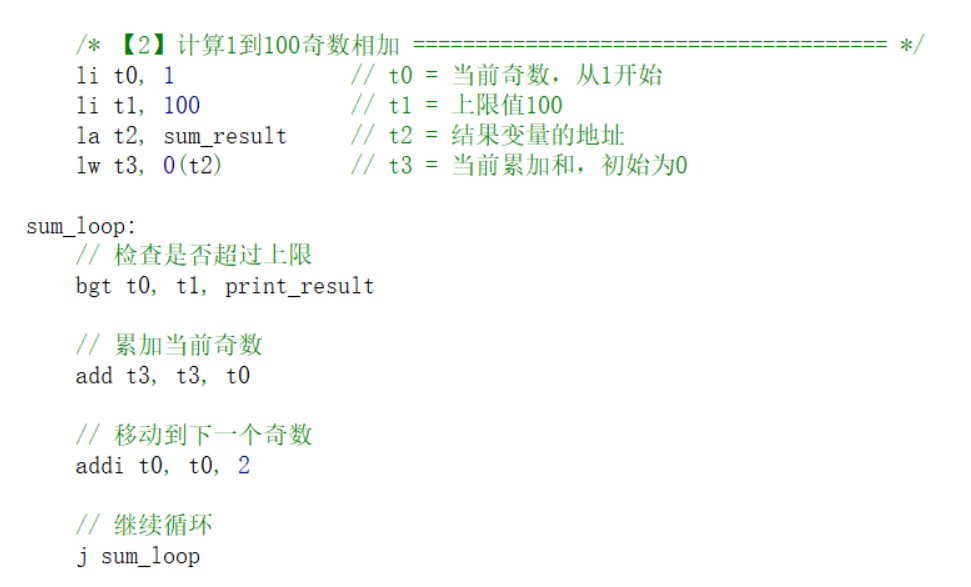 /* 【2】计算1到100奇数相加 ====================================== */
li t0, 1 // t0 = 当前奇数，从1开始
li t1, 100 // t1 = 上限值100
la t2, sum_result // t2 = 结果变量的地址
lw t3, 0(t2) // t3 = 当前累加和，初始为0
sum_loop:
// 检查是否超过上限
bgt t0, t1, print_result
// 累加当前奇数
add t3, t3, t0
// 移动到下一个奇数
addi t0, t0, 2
// 继续循环
j sum_loop